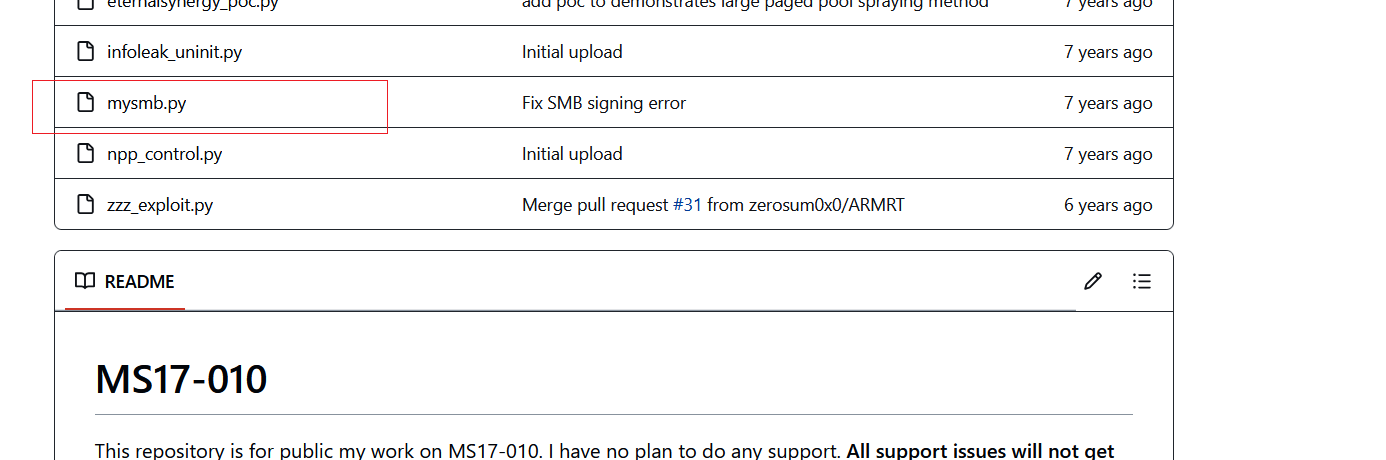 eternalsynergy_poc.py add poc to demonstrates large paged pool spraying method 7 years ago
infoleak_uninit.py Initial upload 7 years ago
mysmb.py Fix SMB signing error 7 years ago
npp_control.py Initial upload 7 years ago
zzz_exploit.py Merge pull request #31 from zerosum0x0/ARMRT 6 years ago
README
MS17-010
This repository is for public my work on MS17-010. I have no plan to do any support. All support issues will not get